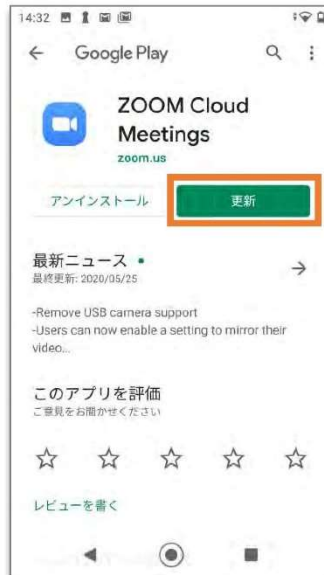 14:32
Google Play
ZOOM Cloud
Meetings
zoom.us
アンインストール
更新
最新ニュース •
最終更新: 2020/05/25
-Remove USB camera support
-Users can now enable a setting to mirror their
video...
このアプリを評価
ご意見をお聞かせください
レビューを書く